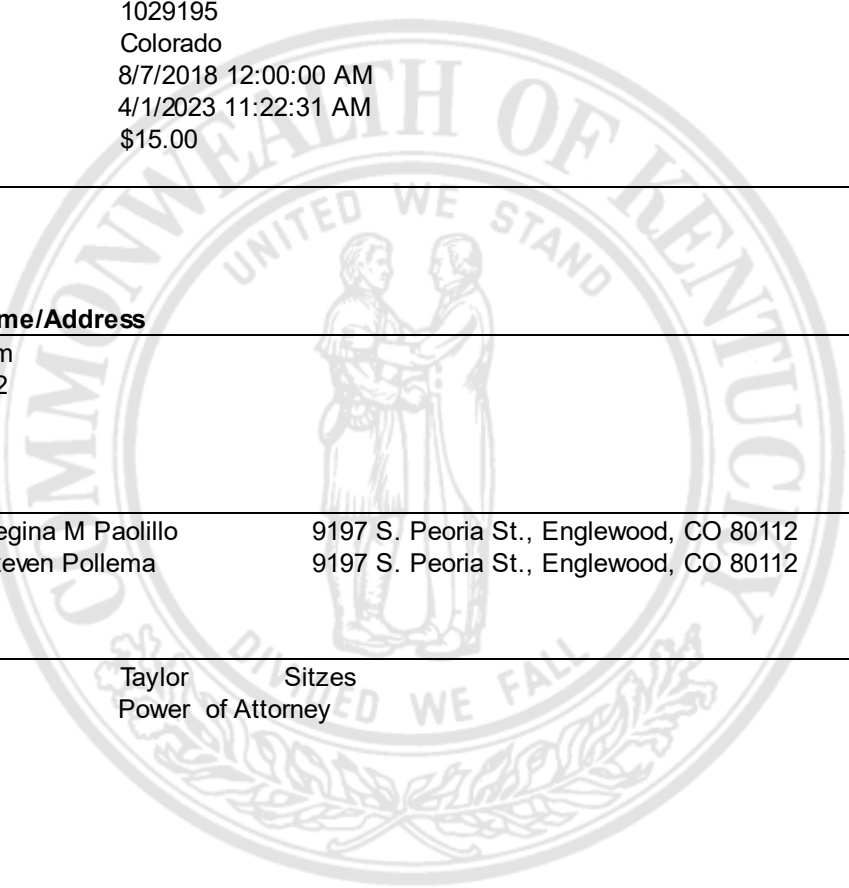 1029195
Colorado
8/7/2018 12:00:00 AM
4/1/2023 11:22:31 AM
$15.00
COMMONWEALTH OF KENTUCKY
UNITED WE STAND
me/Address
m
2
egina M Paolillo 9197 S. Peoria St., Englewood, CO 80112
teven Pollema 9197 S. Peoria St., Englewood, CO 80112
Taylor Sitzes
Power of Attorney
DIVIDED WE FALL